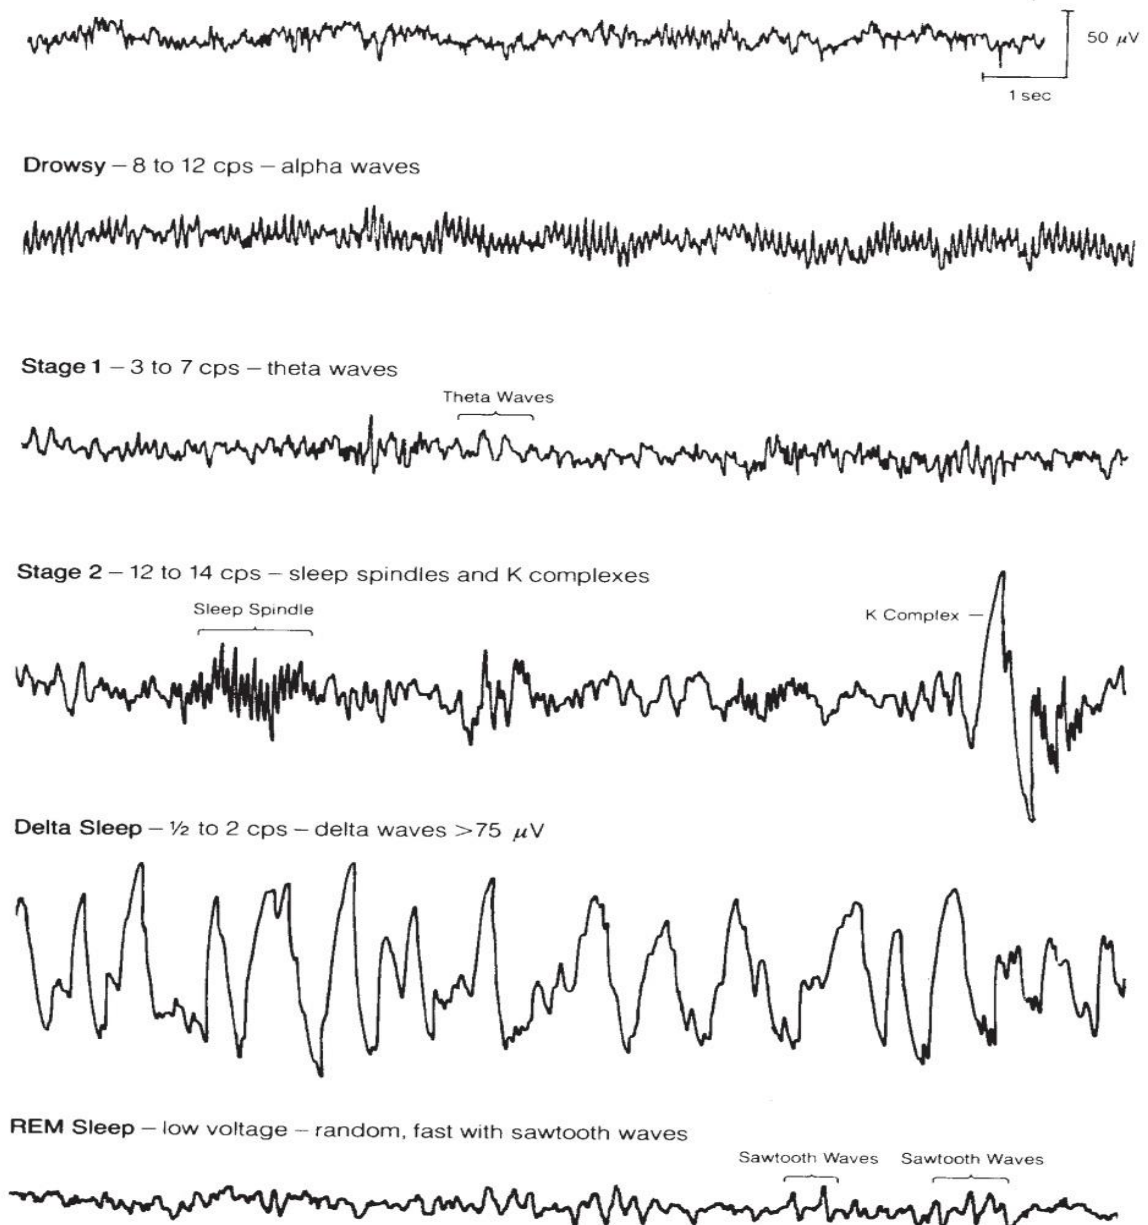 50 µV
1 sec
Drowsy – 8 to 12 cps – alpha waves
Stage 1 – 3 to 7 cps – theta waves
Theta Waves
Stage 2 – 12 to 14 cps – sleep spindles and K complexes
Sleep Spindle
K Complex –
Delta Sleep – ½ to 2 cps – delta waves >75 µV
REM Sleep – low voltage – random, fast with sawtooth waves
Sawtooth Waves Sawtooth Waves